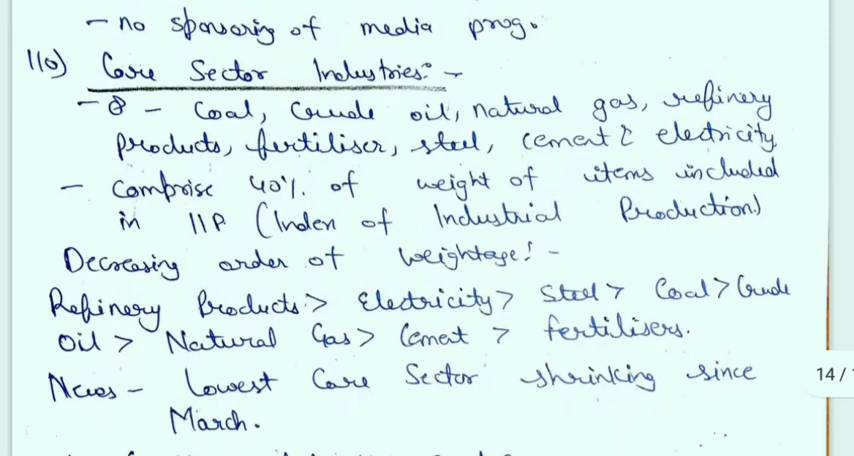 - no sponsoring of media prog.
110) Core Sector Industries:-
- 8 - Coal, Crude oil, natural gas, refinery
products, fertiliser, steel, cement & electricity
- Comprise 40% of weight of items included
in IIP (Index of Industrial Production)
Decreasing order of weightage:-
Refinery Products > Electricity > Steel > Coal > Crude
Oil > Natural Gas > Cement > fertilisers.
News - Lowest Core Sector shrinking since
March.
14/